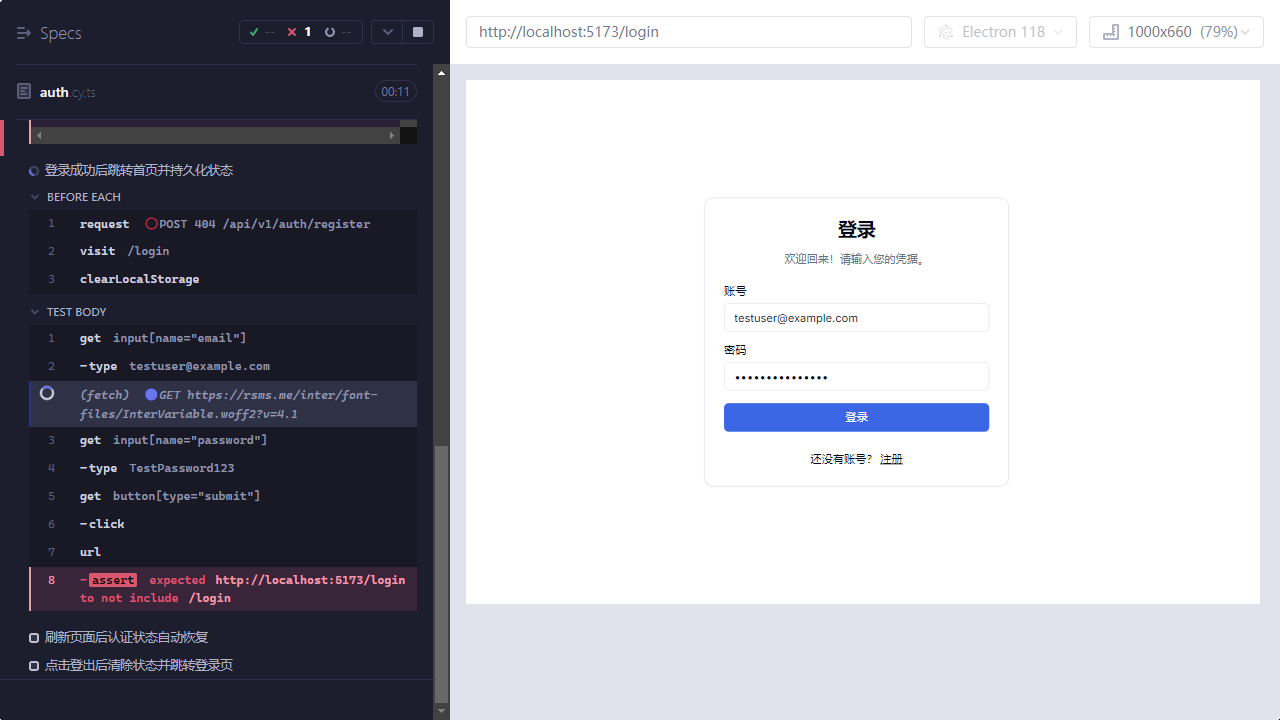 Specs
-- 1 --
auth.cy.ts
00:11
登录成功后跳转首页并持久化状态
BEFORE EACH
1 request POST 404 /api/v1/auth/register
2 visit /login
3 clearLocalStorage
TEST BODY
1 get input[name="email"]
2 -type testuser@example.com
(fetch) GET https://rsms.me/inter/font-
files/InterVariable.woff2?v=4.1
3 get input[name="password"]
4 -type TestPassword123
5 get button[type="submit"]
6 -click
7 url
8 -assert expected http://localhost:5173/login
to not include /login
刷新页面后认证状态自动恢复
点击登出后清除状态并跳转登录页
http://localhost:5173/login
Electron 118
1000x660 (79%)
登录
欢迎回来！请输入您的凭据。
账号
testuser@example.com
密码
•••••••••••••••
登录
还没有账号？ 注册